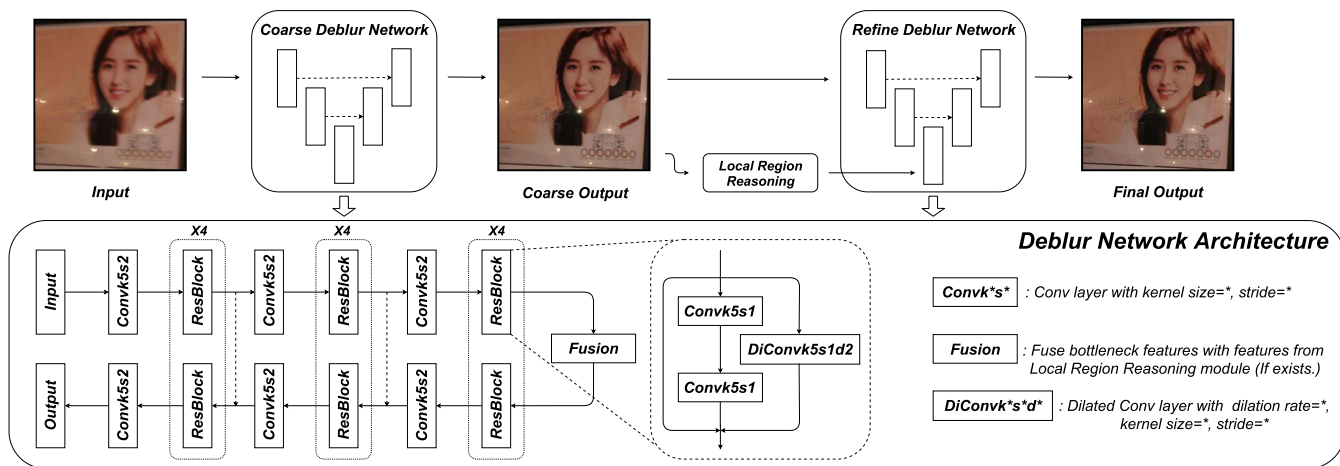 Coarse Deblur Network
Refine Deblur Network
Local Region
Reasoning
Input
Coarse Output
Final Output
Deblur Network Architecture
X4
X4
X4
Input
Convk5s2
ResBlock
Convk5s2
ResBlock
Convk5s2
ResBlock
Fusion
Output
Convk5s2
ResBlock
Convk5s2
ResBlock
Convk5s2
ResBlock
Convk5s1
DiConvk5s1d2
Convk5s1
Convk*s* : Conv layer with kernel size=*, stride=*
Fusion : Fuse bottleneck features with features from
Local Region Reasoning module (If exists.)
DiConvk*s*d* : Dilated Conv layer with dilation rate=*,
kernel size=*, stride=*